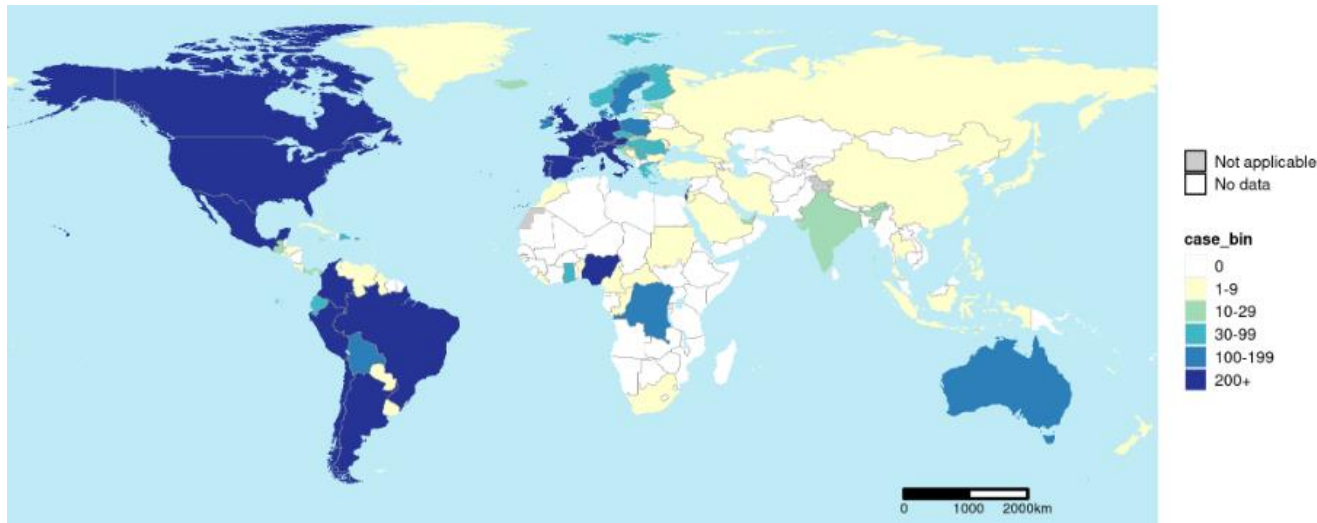 Not applicable
No data
case_bin
0
1-9
10-29
30-99
100-199
200+
0 1000 2000km